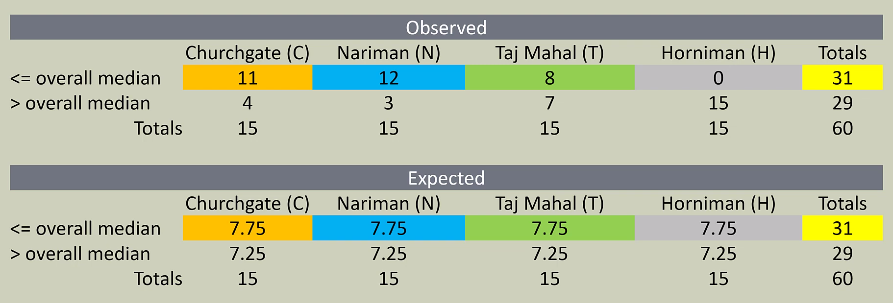 Observed
Churchgate (C) Nariman (N) Taj Mahal (T) Horniman (H) Totals
<= overall median 11 12 8 0 31
> overall median 4 3 7 15 29
Totals 15 15 15 15 60
Expected
Churchgate (C) Nariman (N) Taj Mahal (T) Horniman (H) Totals
<= overall median 7.75 7.75 7.75 7.75 31
> overall median 7.25 7.25 7.25 7.25 29
Totals 15 15 15 15 60